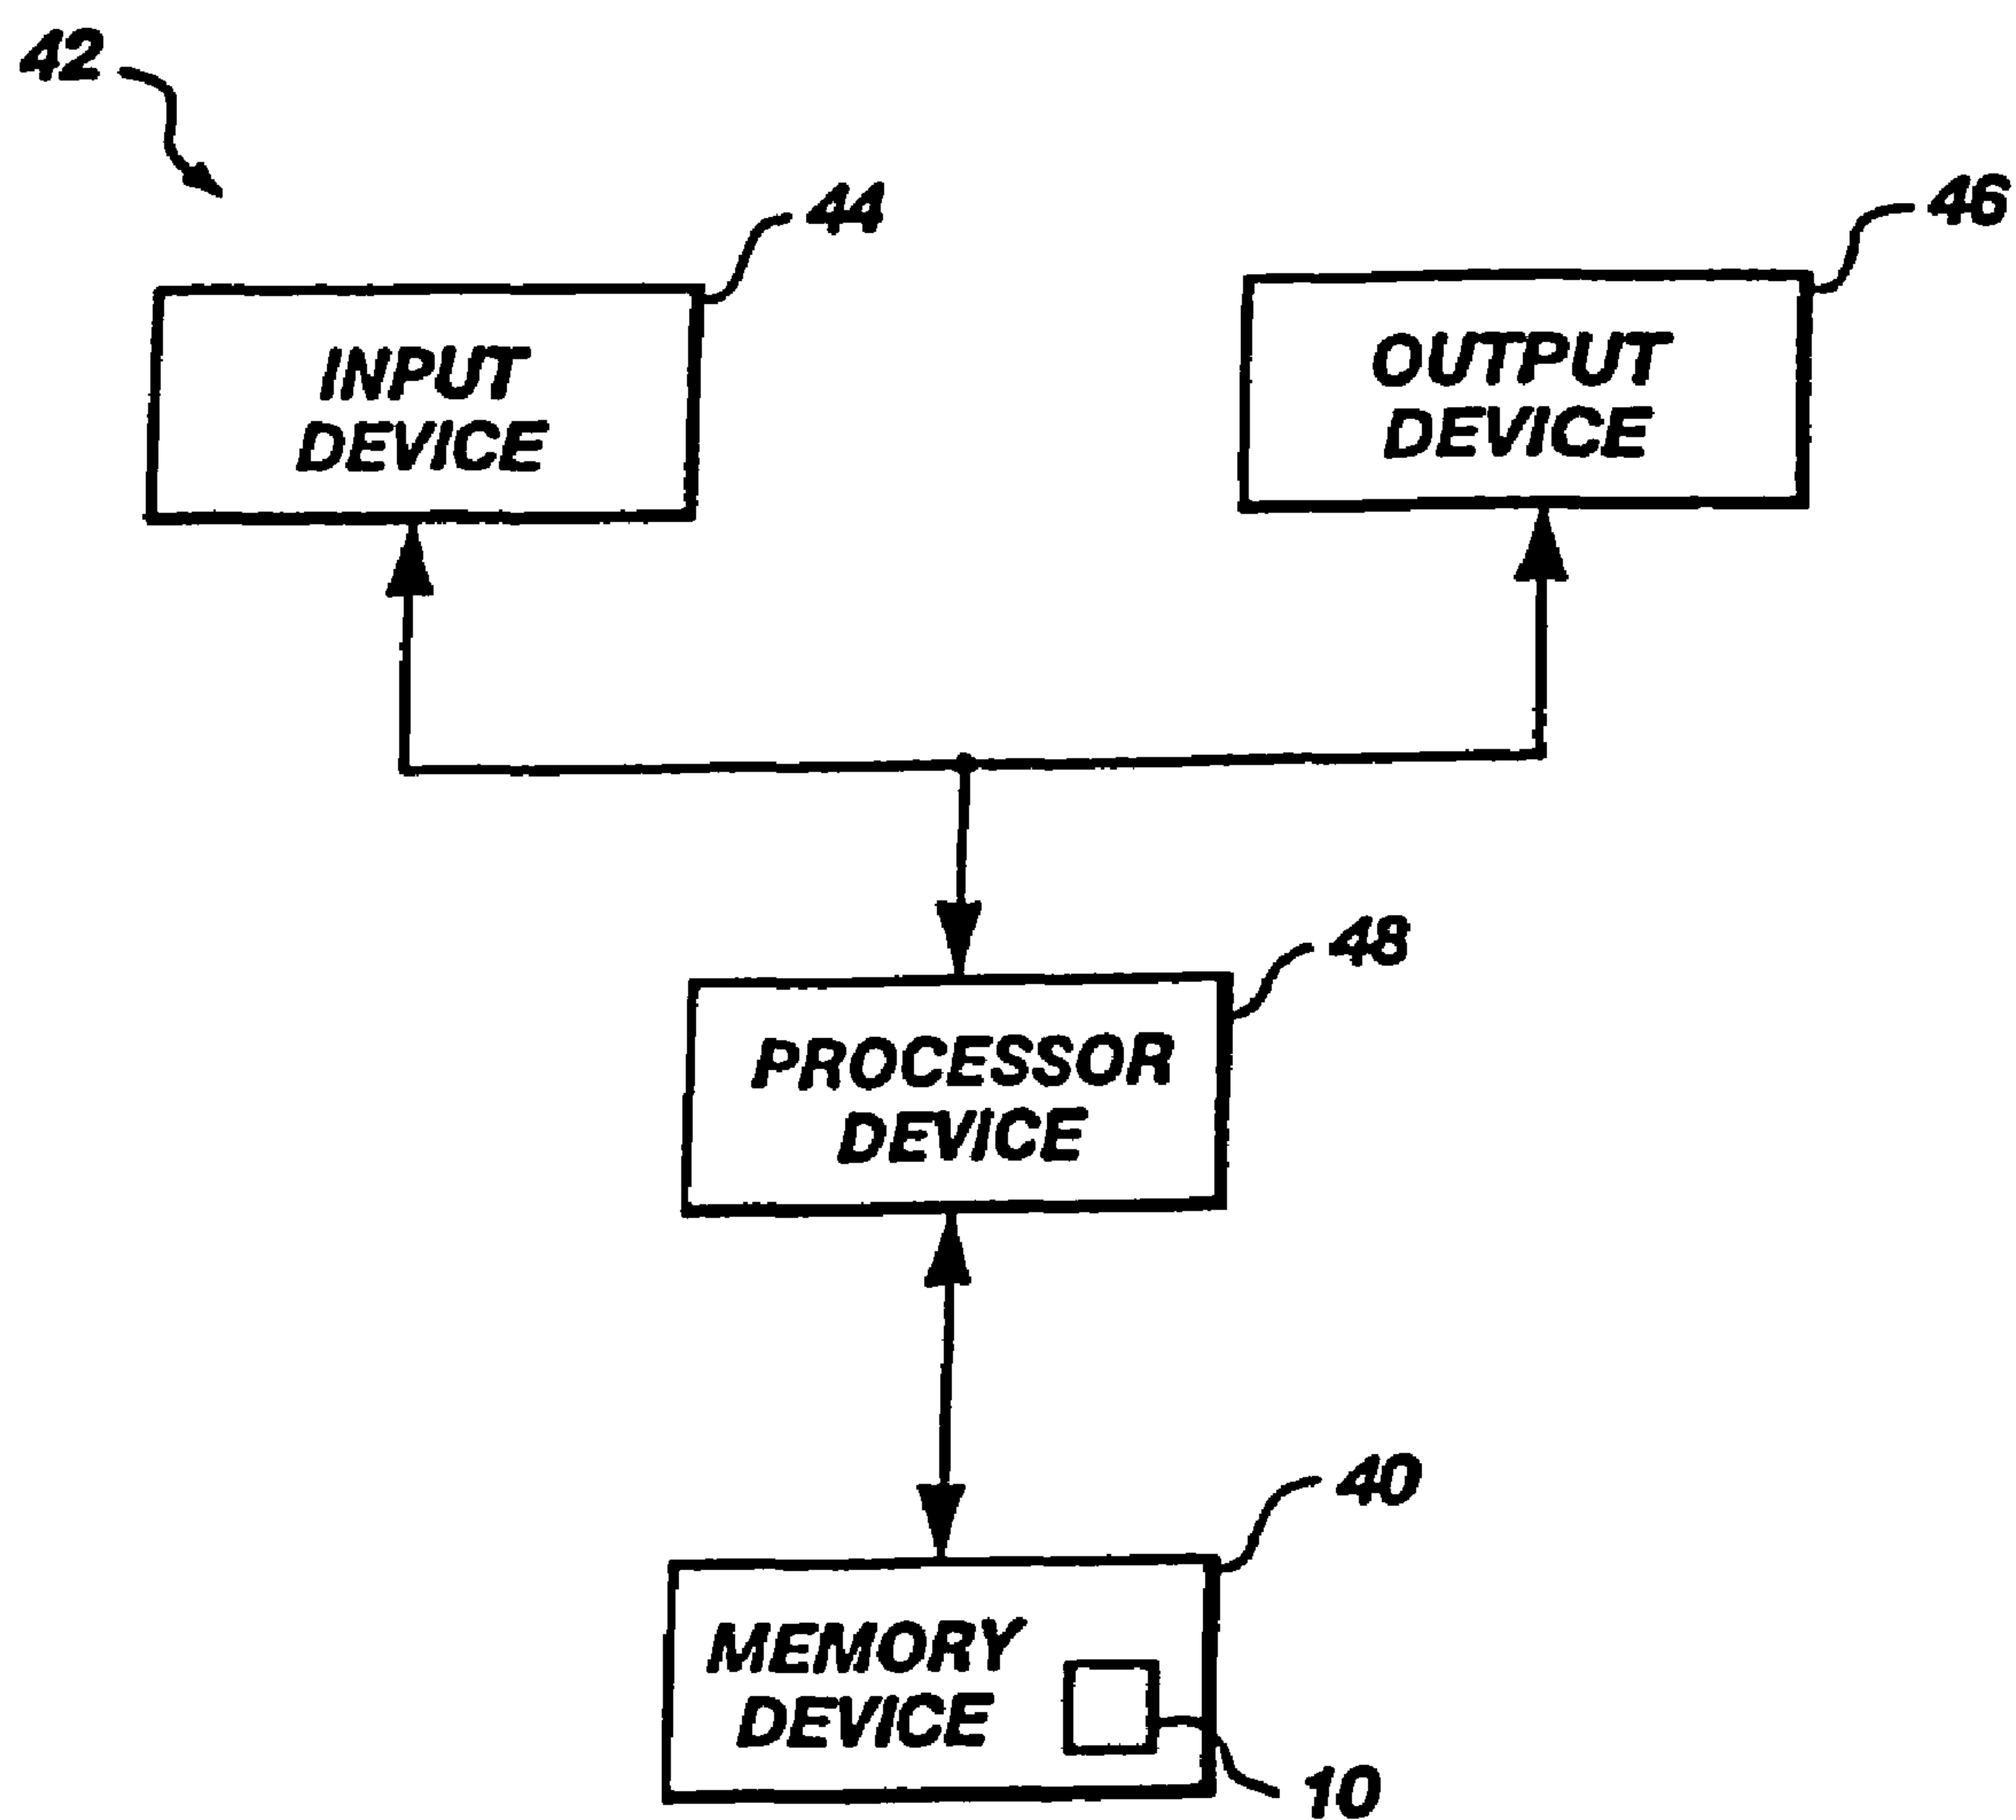 42
44
46
INPUT
DEVICE
OUTPUT
DEVICE
48
PROCESSOR
DEVICE
40
MEMORY
DEVICE
10